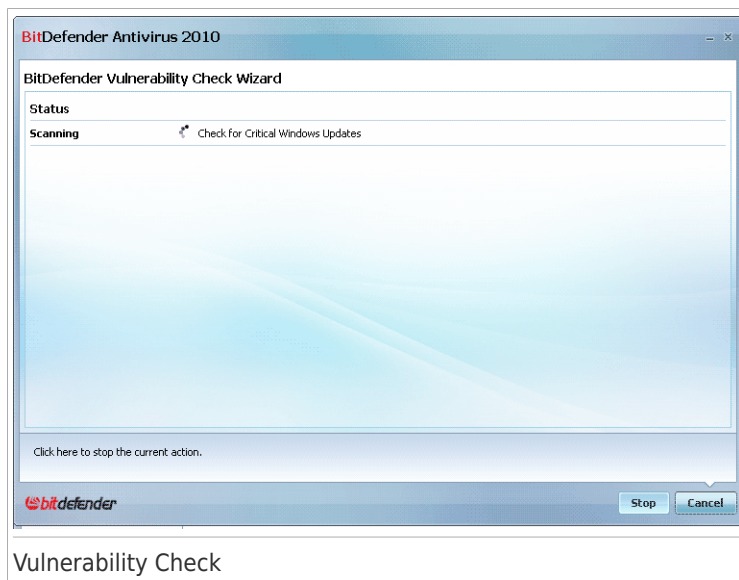 BitDefender Antivirus 2010
BitDefender Vulnerability Check Wizard
Status
Scanning Check for Critical Windows Updates
Click here to stop the current action.
bitdefender
Stop Cancel
Vulnerability Check